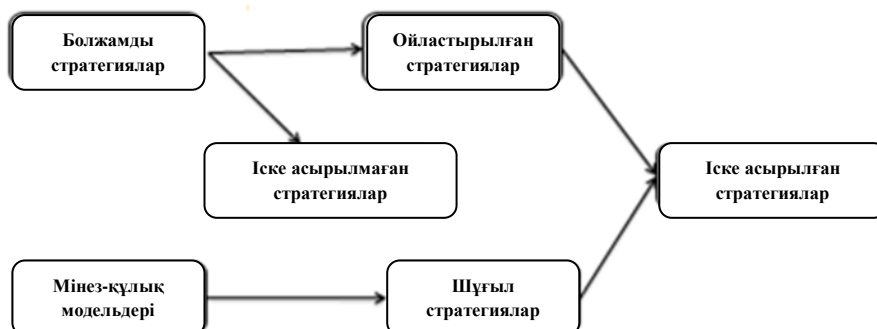 Болжамды
стратегиялар
Ойластырылған
стратегиялар
Іске асырылмаған
стратегиялар
Іске асырылған
стратегиялар
Мінез-құлық
модельдері
Шұғыл
стратегиялар